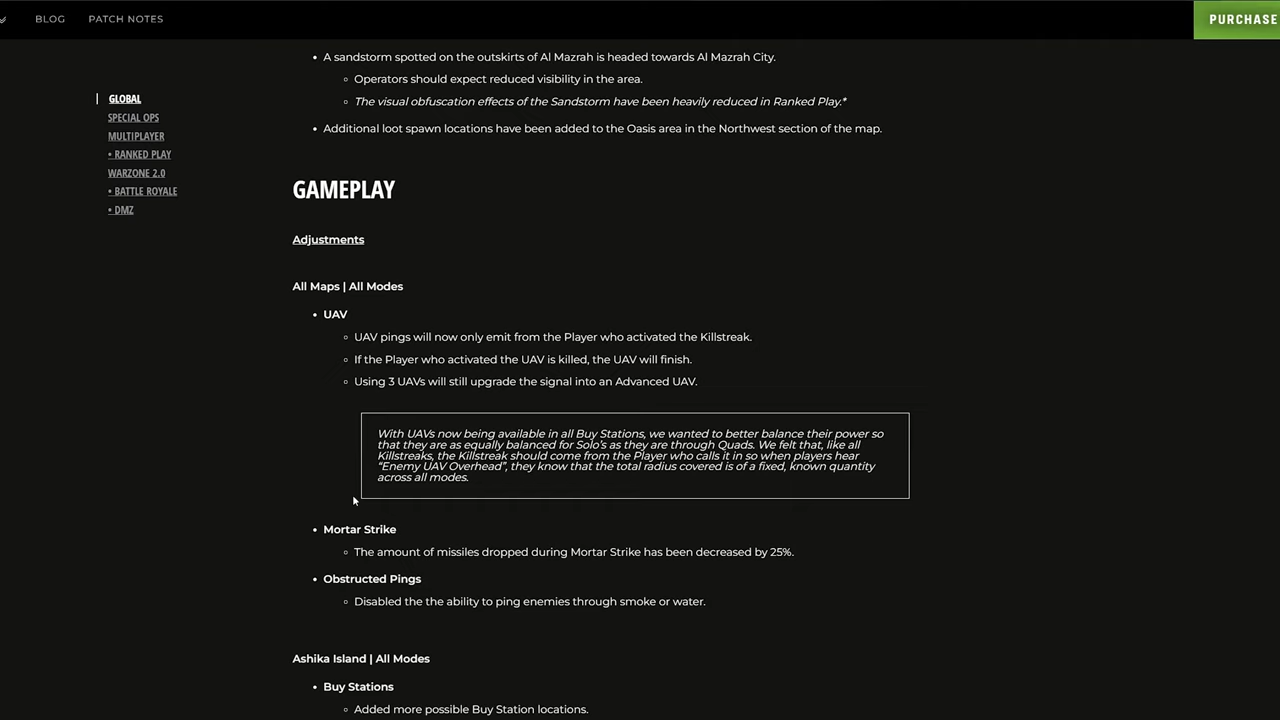 BLOG PATCH NOTES
PURCHASE
• A sandstorm spotted on the outskirts of Al Mazrah is headed towards Al Mazrah City.
◦ Operators should expect reduced visibility in the area.
◦ The visual obfuscation effects of the Sandstorm have been heavily reduced in Ranked Play.*
• Additional loot spawn locations have been added to the Oasis area in the Northwest section of the map.
GLOBAL
SPECIAL OPS
MULTIPLAYER
• RANKED PLAY
WARZONE 2.0
• BATTLE ROYALE
• DMZ
GAMEPLAY
Adjustments
All Maps | All Modes
• UAV
◦ UAV pings will now only emit from the Player who activated the Killstreak.
◦ If the Player who activated the UAV is killed, the UAV will finish.
◦ Using 3 UAVs will still upgrade the signal into an Advanced UAV.
With UAVs now being available in all Buy Stations, we wanted to better balance their power so
that they are as equally balanced for Solo's as they are through Quads. We felt that, like all
Killstreaks, the Killstreak should come from the Player who calls it in so when players hear
“Enemy UAV Overhead”, they know that the total radius covered is of a fixed, known quantity
across all modes.
• Mortar Strike
◦ The amount of missiles dropped during Mortar Strike has been decreased by 25%.
• Obstructed Pings
◦ Disabled the the ability to ping enemies through smoke or water.
Ashika Island | All Modes
• Buy Stations
◦ Added more possible Buy Station locations.